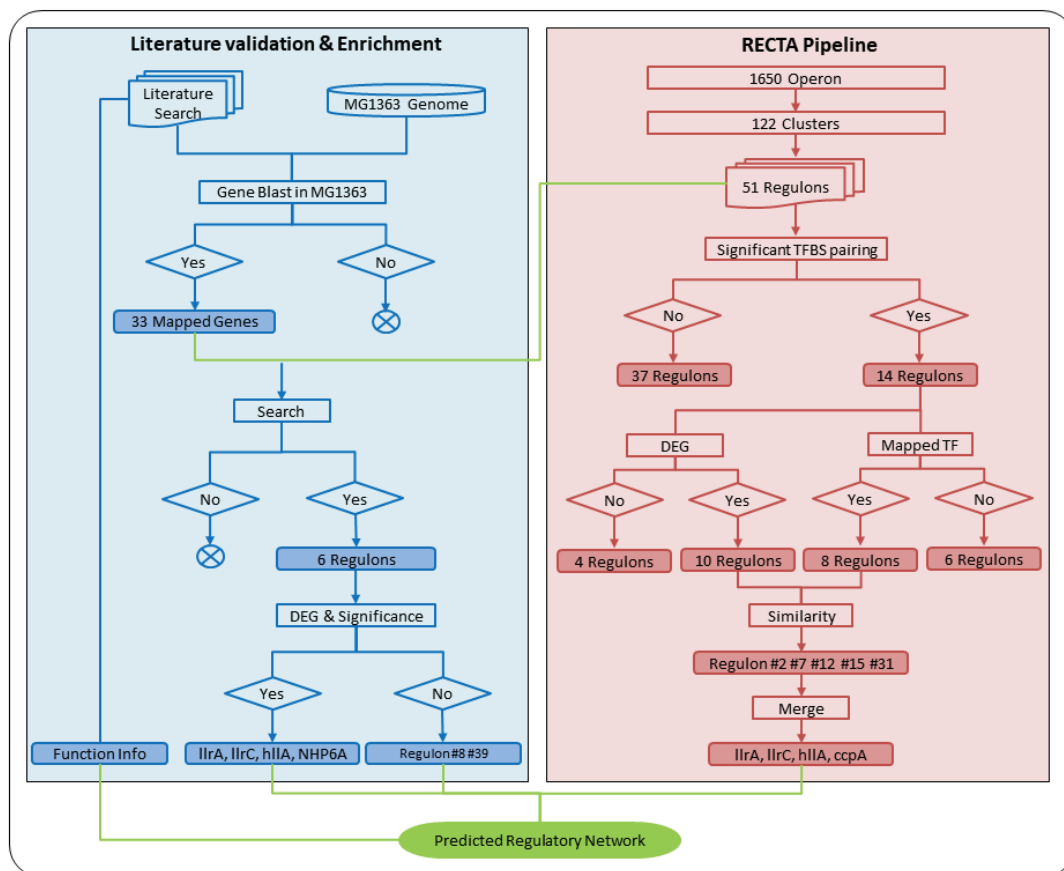 Literature validation & Enrichment
Literature
Search
MG1363 Genome
Gene Blast in MG1363
Yes
No
33 Mapped Genes
Search
No
Yes
6 Regulons
DEG & Significance
Yes
No
Function Info
llrA, llrC, hllA, NHP6A
Regulon #8 #39
RECTA Pipeline
1650 Operon
122 Clusters
51 Regulons
Significant TFBS pairing
No
Yes
37 Regulons
14 Regulons
DEG
Mapped TF
No
Yes
Yes
No
4 Regulons
10 Regulons
8 Regulons
6 Regulons
Similarity
Regulon #2 #7 #12 #15 #31
Merge
llrA, llrC, hllA, ccpA
Predicted Regulatory Network